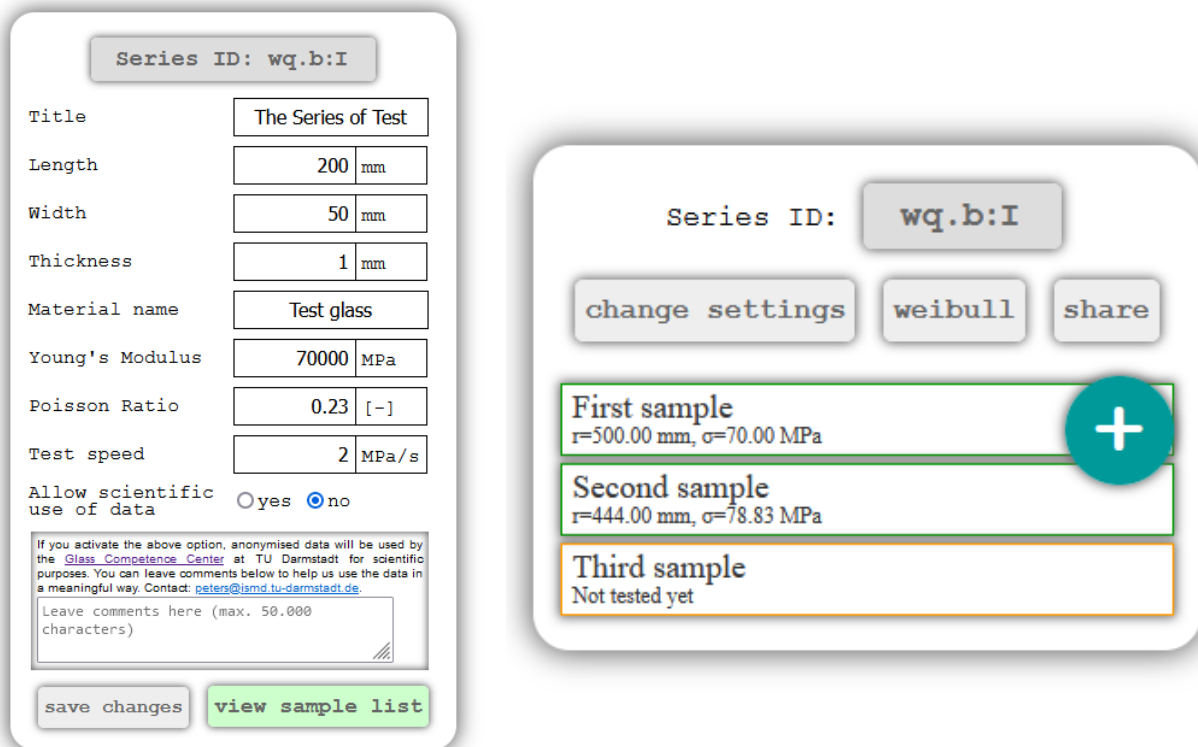 Series ID: wq.b:I
Title The Series of Test
Length 200 mm
Width 50 mm
Thickness 1 mm
Material name Test glass
Young's Modulus 70000 MPa
Poisson Ratio 0.23 [-]
Test speed 2 MPa/s
Allow scientific
use of data yes no
If you activate the above option, anonymised data will be used by
the Glass Competence Center at TU Darmstadt for scientific
purposes. You can leave comments below to help us use the data in
a meaningful way. Contact: peters@ismd.tu-darmstadt.de.
Leave comments here (max. 50.000
characters)
save changes view sample list
Series ID: wq.b:I
change settings weibull share
First sample
r=500.00 mm, σ=70.00 MPa
+
Second sample
r=444.00 mm, σ=78.83 MPa
Third sample
Not tested yet